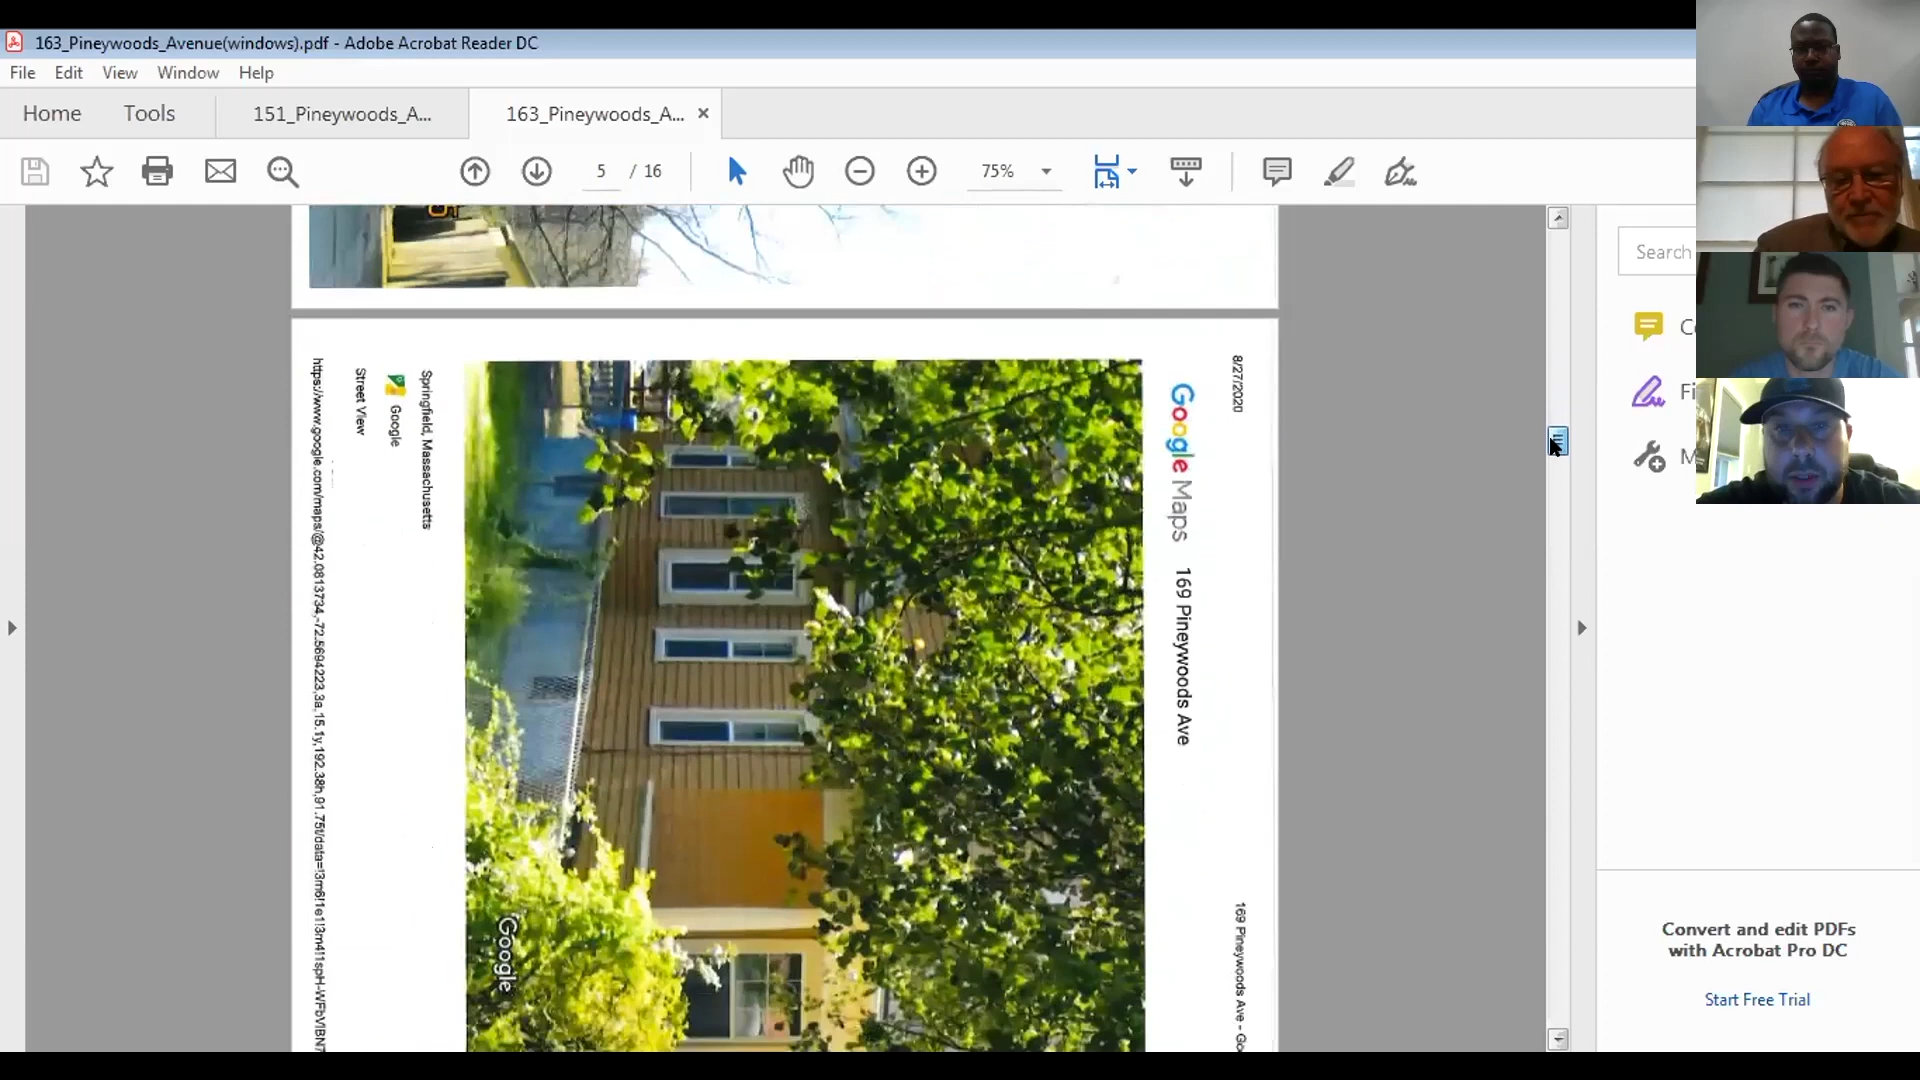 163_Pineywoods_Avenue(windows).pdf - Adobe Acrobat Reader DC
File Edit View Window Help
Home Tools 151_Pineywoods_A... 163_Pineywoods_A...
5 / 16 75%
Search
8/27/2020
169 Pineywoods Ave - Go
Google Maps 169 Pineywoods Ave
Google
Springfield, Massachusetts
Google
Street View
Convert and edit PDFs
with Acrobat Pro DC
Start Free Trial